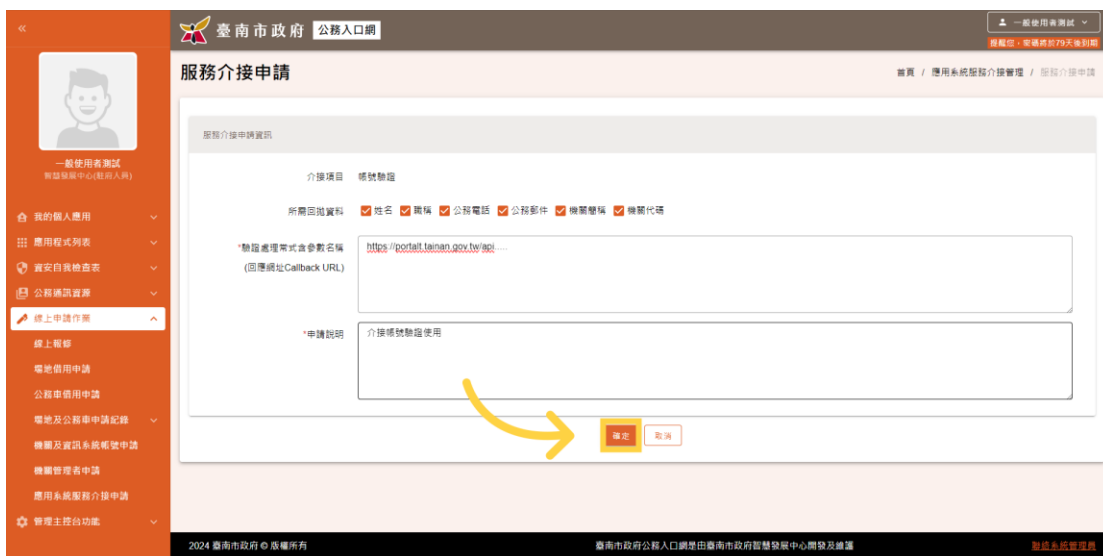 臺南市政府 公務入口網
一般使用者測試
提醒您，密碼將於79天後到期
一般使用者測試
智慧發展中心(駐府人員)
我的個人應用
應用程式列表
資安自我檢查表
公務通訊資源
線上申請作業
線上報修
場地借用申請
公務車借用申請
場地及公務車申請紀錄
機關及資訊系統帳號申請
機關管理者申請
應用系統服務介接申請
管理主控台功能
服務介接申請
首頁 / 應用系統服務介接管理 / 服務介接申請
服務介接申請資訊
介接項目 帳號驗證
所需回拋資料 姓名 職稱 公務電話 公務郵件 機關簡稱 機關代碼
*驗證處理常式含參數名稱 https://portalt.tainan.gov.tw/api.....
(回應網址Callback URL)
*申請說明 介接帳號驗證使用
確定 取消
2024 臺南市政府 © 版權所有 臺南市政府公務入口網是由臺南市政府智慧發展中心開發及維護 聯絡系統管理員